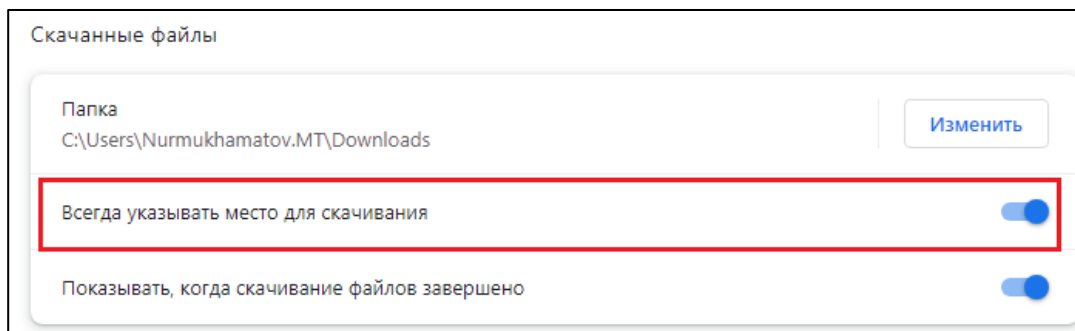 Скачанные файлы
Папка
C:\Users\Nurmukhamatov.MT\Downloads
Изменить
Всегда указывать место для скачивания
Показывать, когда скачивание файлов завершено